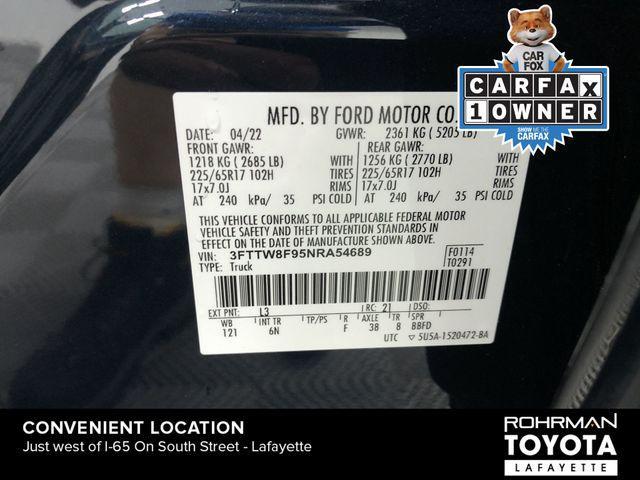 CAR
FOX
CARFAX
1 OWNER
SHOW ME THE
CARFAX
MFD. BY FORD MOTOR CO.
DATE: 04/22 GVWR: 2361 KG ( 5205 LB)
FRONT GAWR: REAR GAWR:
1218 KG ( 2685 LB) WITH 1256 KG ( 2770 LB) WITH
225/65R17 102H TIRES 225/65R17 102H TIRES
17x7.0J RIMS 17x7.0J RIMS
AT 240 kPa/ 35 PSI COLD AT 240 kPa/ 35 PSI COLD
THIS VEHICLE CONFORMS TO ALL APPLICABLE FEDERAL MOTOR
VEHICLE SAFETY AND THEFT PREVENTION STANDARDS IN
EFFECT ON THE DATE OF MANUFACTURE SHOWN ABOVE.
VIN: 3FTTW8F95NRA54689 F0114
TYPE: Truck T0291
EXT PNT: L3 RC: 21 DSO:
WB INT TR TP/PS R AXLE TR SPR
121 6N F 38 8 BBFD
UTC ▽ 5U5A-1520472-BA
CONVENIENT LOCATION
Just west of I-65 On South Street - Lafayette
ROHRMAN
TOYOTA
LAFAYETTE